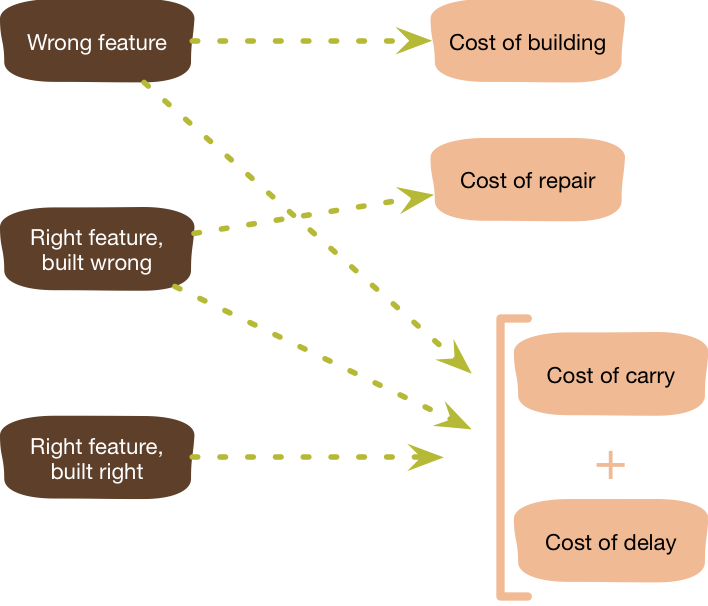 Wrong feature
Cost of building
Cost of repair
Right feature,
built wrong
Cost of carry
Right feature,
built right
+
Cost of delay